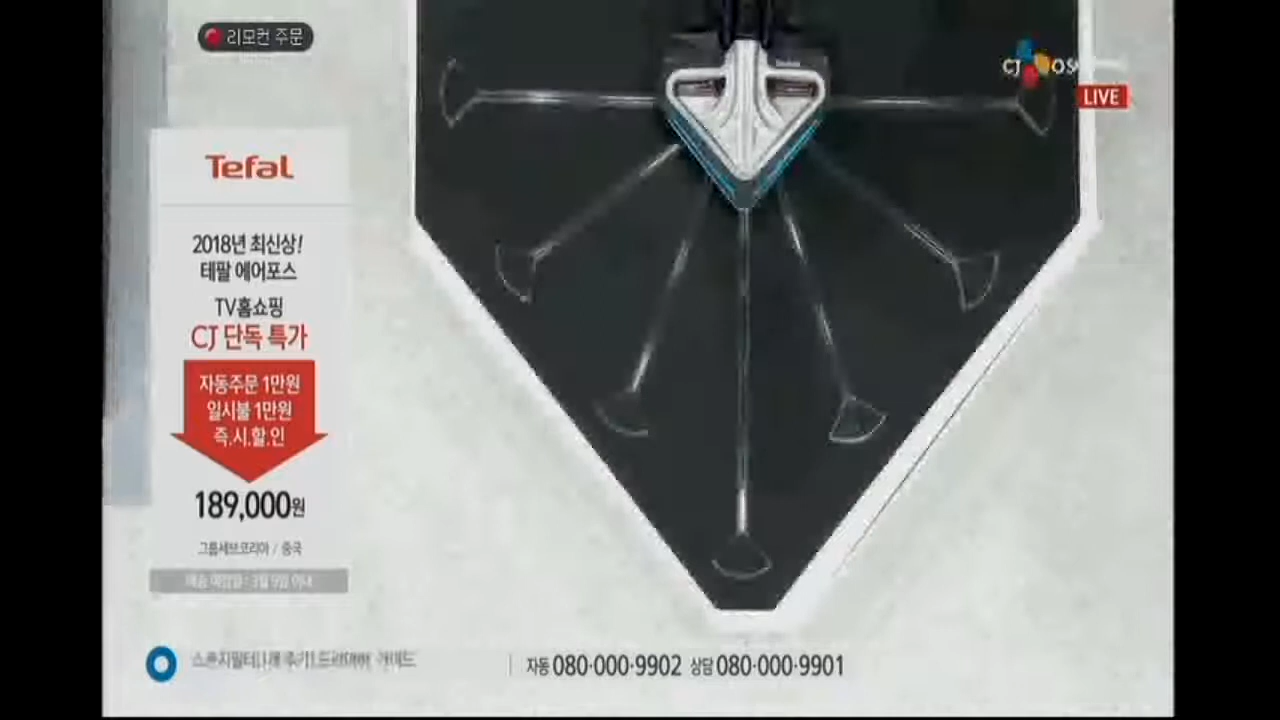 리모컨 주문
CJ
LIVE
Tefal
2018년 최신상!
테팔 에어포스
TV홈쇼핑
CJ 단독 특가
자동주문 1만원
일시불 1만원
즉.시.할.인
189,000원
그룹세브코리아 / 중국
자동 080·000·9902 상담 080·000·9901